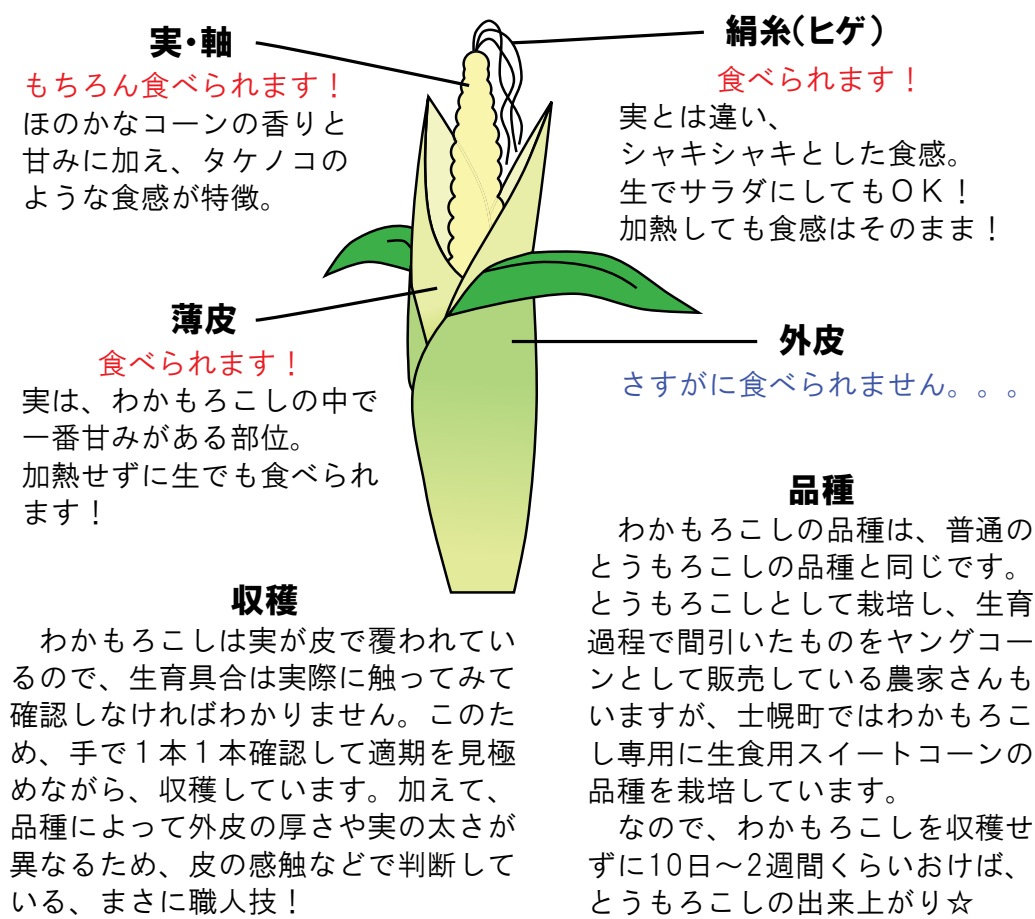 実・軸
もちろん食べられます！
ほのかなコーンの香りと
甘みに加え、タケノコの
ような食感が特徴。
絹糸(ヒゲ)
食べられます！
実とは違い、
シャキシャキとした食感。
生でサラダにしてもＯＫ！
加熱しても食感はそのまま！
薄皮
食べられます！
実は、わかもろこしの中で
一番甘みがある部位。
加熱せずに生でも食べられ
ます！
外皮
さすがに食べられません。。。
収穫
わかもろこしは実が皮で覆われてい
るので、生育具合は実際に触ってみて
確認しなければわかりません。このた
め、手で１本１本確認して適期を見極
めながら、収穫しています。加えて、
品種によって外皮の厚さや実の太さが
異なるため、皮の感触などで判断して
いる、まさに職人技！
品種
わかもろこしの品種は、普通の
とうもろこしの品種と同じです。
とうもろこしとして栽培し、生育
過程で間引いたものをヤングコー
ンとして販売している農家さんも
いますが、士幌町ではわかもろこ
し専用に生食用スイートコーンの
品種を栽培しています。
なので、わかもろこしを収穫せ
ずに10日～2週間くらいおけば、
とうもろこしの出来上がり☆